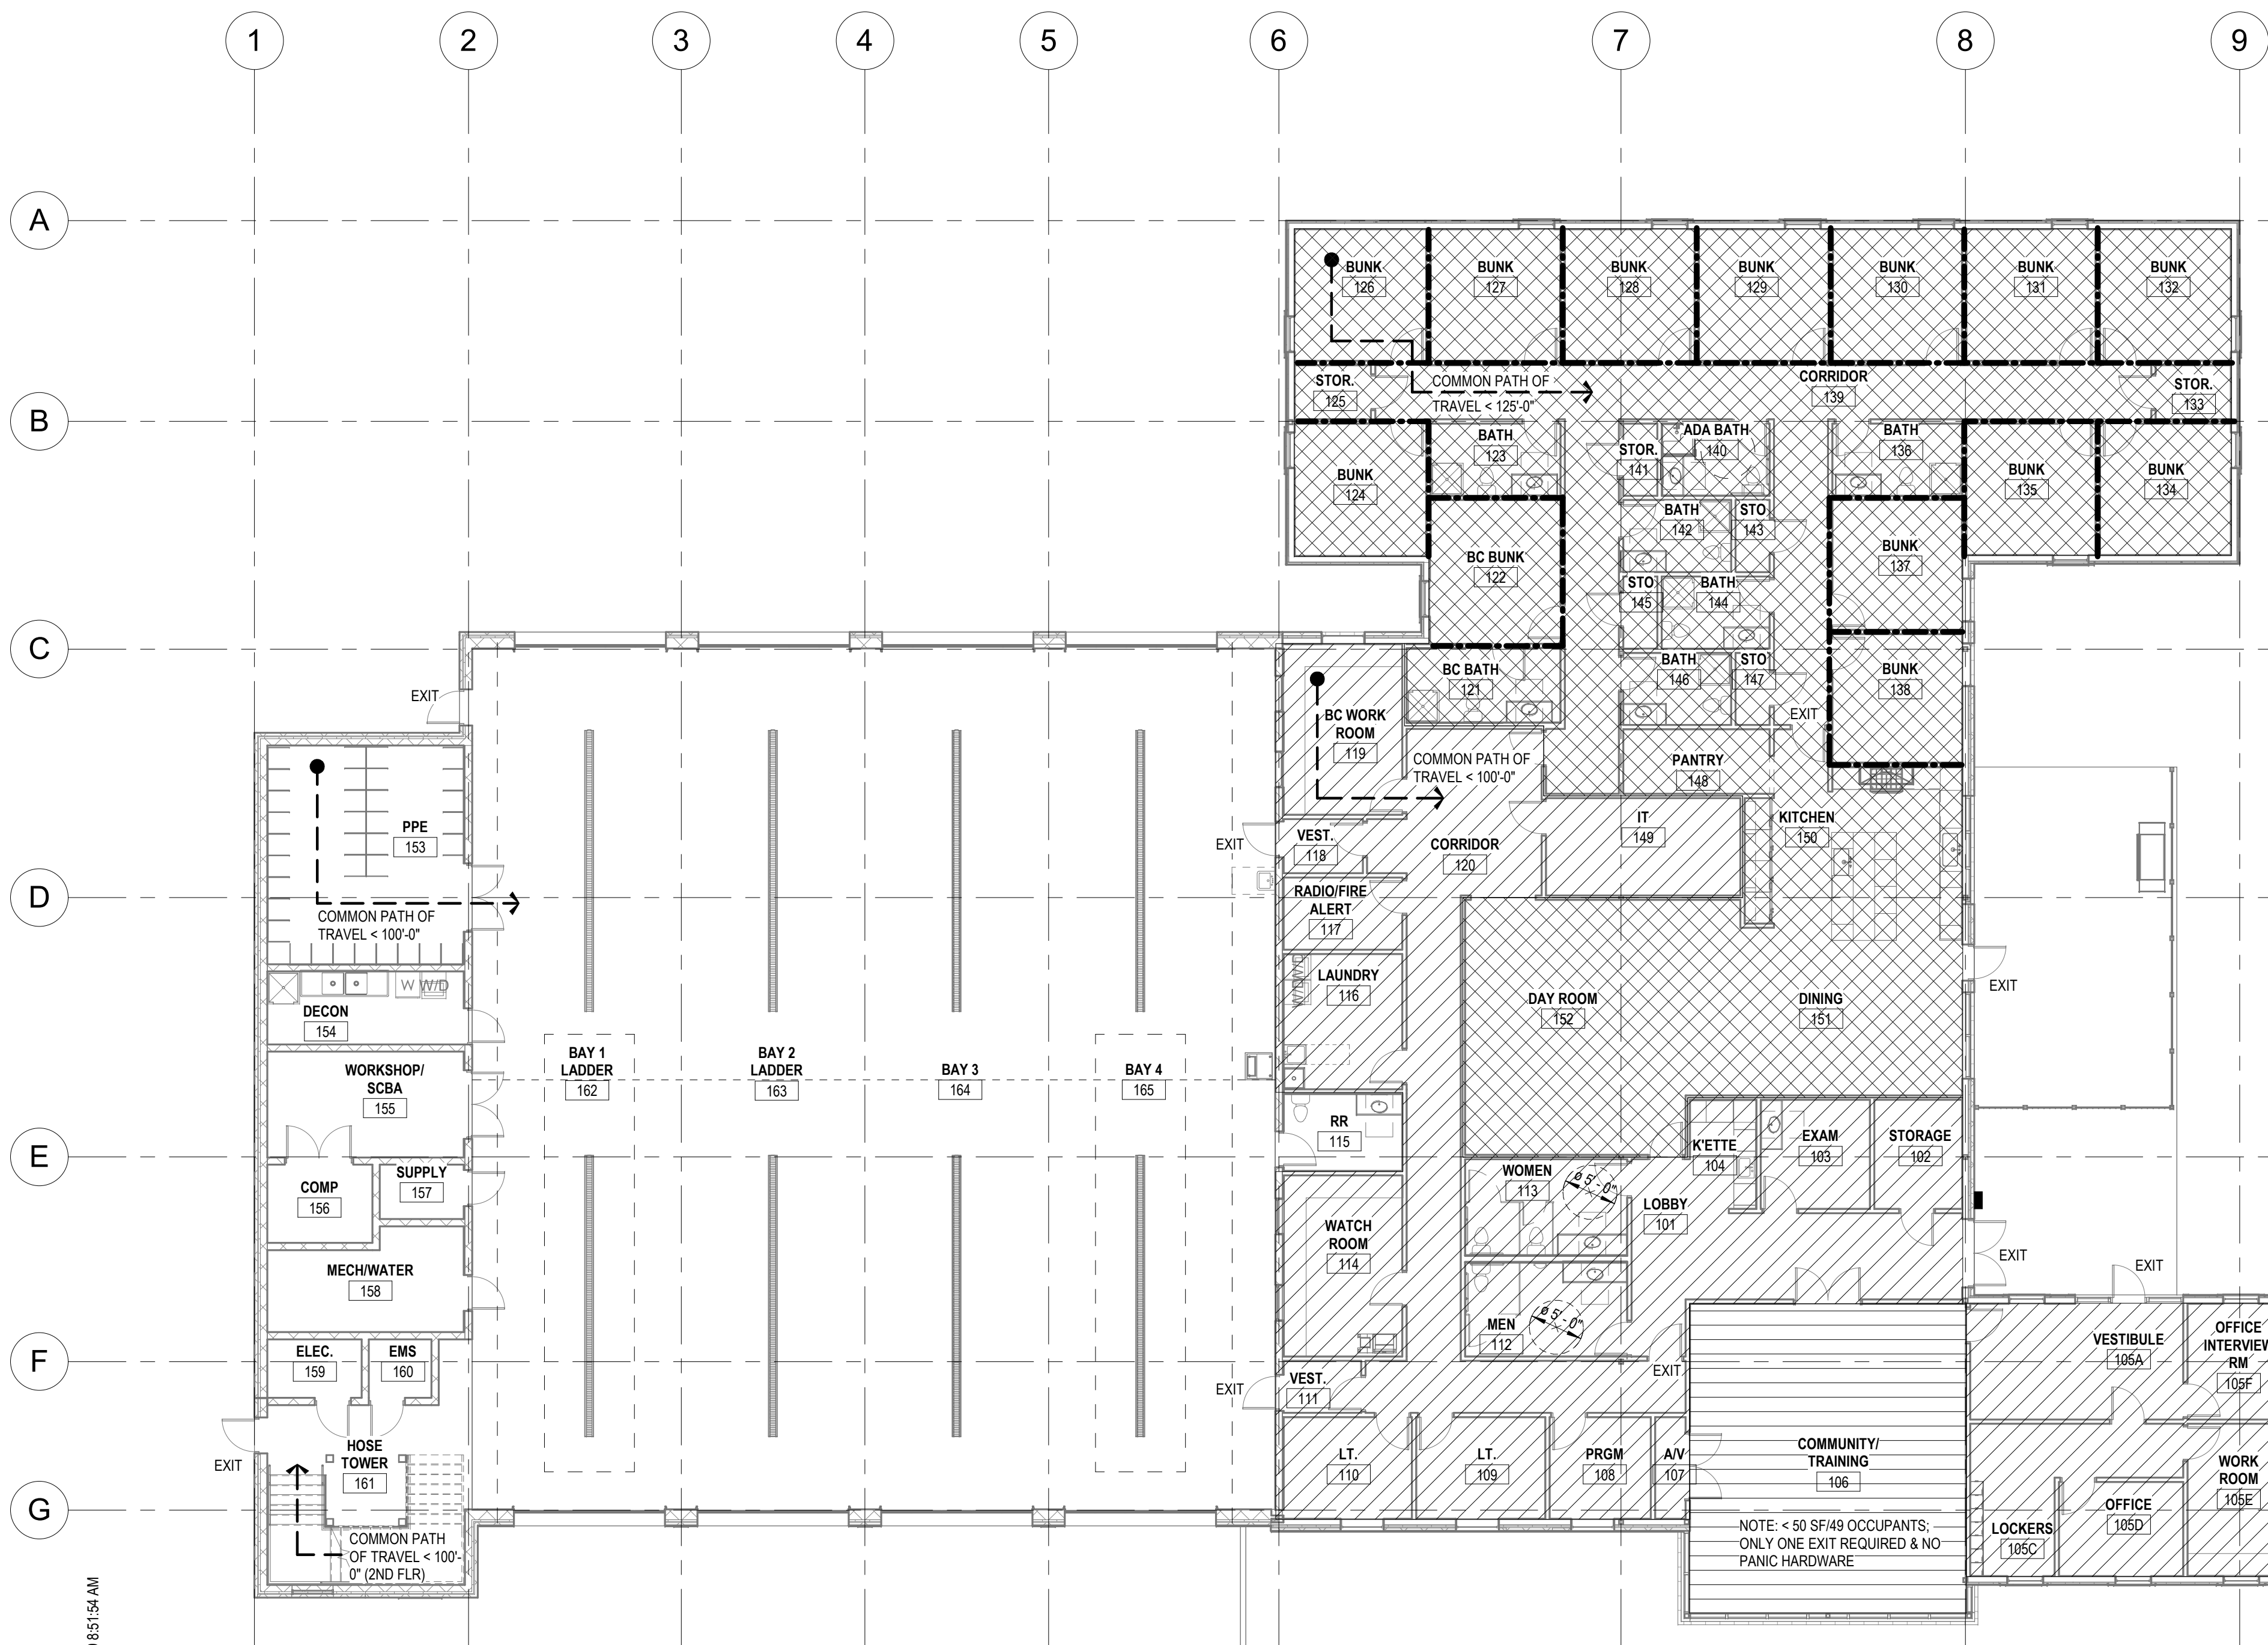 1
2
3
4
5
6
7
8
9
A
B
C
D
E
F
G
BUNK
126
BUNK
127
BUNK
128
BUNK
129
BUNK
130
BUNK
131
BUNK
132
STOR.
125
COMMON PATH OF
TRAVEL < 125'-0"
CORRIDOR
139
STOR.
133
BUNK
124
BATH
123
STOR.
141
ADA BATH
140
BATH
136
BUNK
135
BUNK
134
BC BUNK
122
BATH
142
STO
143
BUNK
137
STO
145
BATH
144
BC BATH
121
BATH
146
STO
147
BUNK
138
EXIT
EXIT
BC WORK
ROOM
119
COMMON PATH OF
TRAVEL < 100'-0"
PANTRY
148
PPE
153
COMMON PATH OF
TRAVEL < 100'-0"
EXIT
VEST.
118
CORRIDOR
120
IT
149
KITCHEN
150
RADIO/FIRE
ALERT
117
W W/D
DECON
154
W/D
W/D
LAUNDRY
116
DAY ROOM
152
DINING
151
EXIT
WORKSHOP/
SCBA
155
BAY 1
LADDER
162
BAY 2
LADDER
163
BAY 3
164
BAY 4
165
RR
115
K'ETTE
104
EXAM
103
STORAGE
102
COMP
156
SUPPLY
157
WOMEN
113
ø 5' - 0"
LOBBY
101
WATCH
ROOM
114
MECH/WATER
158
EXIT
EXIT
MEN
112
ø 5' - 0"
ELEC.
159
EMS
160
EXIT
VEST.
111
EXIT
VESTIBULE
105A
OFFICE
INTERVIEW
RM
105F
EXIT
HOSE
TOWER
161
LT.
110
LT.
109
PRGM
108
A/V
107
COMMUNITY/
TRAINING
106
WORK
ROOM
105E
NOTE: < 50 SF/49 OCCUPANTS;
ONLY ONE EXIT REQUIRED & NO
PANIC HARDWARE
LOCKERS
105C
OFFICE
105D
COMMON PATH
OF TRAVEL < 100'-
0" (2ND FLR)
8:51:54 AM